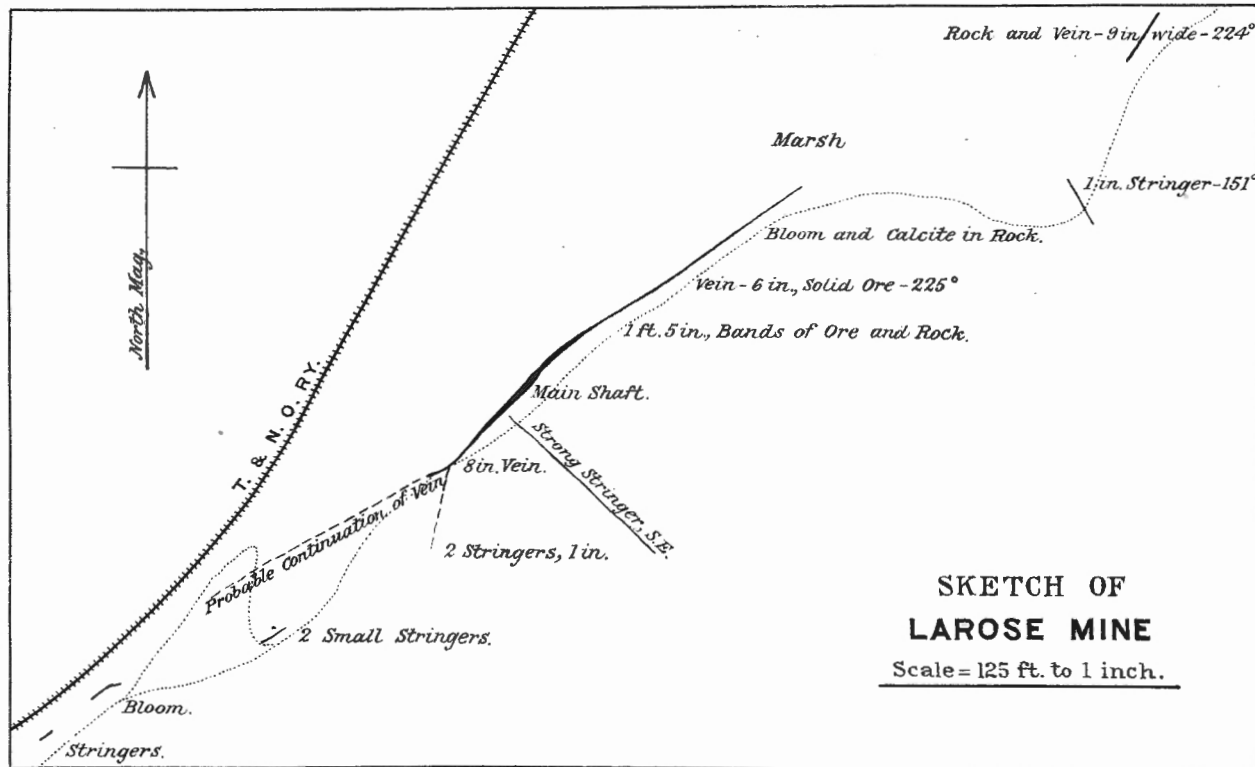 Rock and Vein-9 in wide-224°
Marsh
1 in. Stringer-151°
North Mag.
Bloom and Calcite in Rock.
Vein-6 in., Solid Ore-225°
1 ft. 5 in., Bands of Ore and Rock.
T. & N. O. RY.
Main Shaft.
Strong Stringer, S.E.
8 in. Vein.
Probable Continuation of Vein
2 Stringers, 1 in.
2 Small Stringers.
Bloom.
Stringers.
SKETCH OF
LAROSE MINE
Scale = 125 ft. to 1 inch.